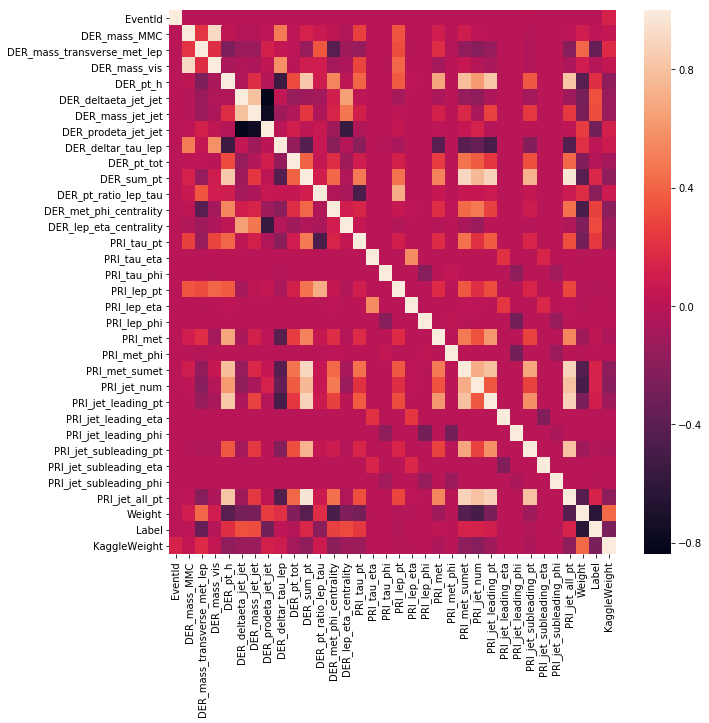 EventId
DER_mass_MMC
DER_mass_transverse_met_lep
DER_mass_vis
DER_pt_h
DER_deltaeta_jet_jet
DER_mass_jet_jet
DER_prodeta_jet_jet
DER_deltar_tau_lep
DER_pt_tot
DER_sum_pt
DER_pt_ratio_lep_tau
DER_met_phi_centrality
DER_lep_eta_centrality
PRI_tau_pt
PRI_tau_eta
PRI_tau_phi
PRI_lep_pt
PRI_lep_eta
PRI_lep_phi
PRI_met
PRI_met_phi
PRI_met_sumet
PRI_jet_num
PRI_jet_leading_pt
PRI_jet_leading_eta
PRI_jet_leading_phi
PRI_jet_subleading_pt
PRI_jet_subleading_eta
PRI_jet_subleading_phi
PRI_jet_all_pt
Weight
Label
KaggleWeight
EventId
DER_mass_MMC
DER_mass_transverse_met_lep
DER_mass_vis
DER_pt_h
DER_deltaeta_jet_jet
DER_mass_jet_jet
DER_prodeta_jet_jet
DER_deltar_tau_lep
DER_pt_tot
DER_sum_pt
DER_pt_ratio_lep_tau
DER_met_phi_centrality
DER_lep_eta_centrality
PRI_tau_pt
PRI_tau_eta
PRI_tau_phi
PRI_lep_pt
PRI_lep_eta
PRI_lep_phi
PRI_met
PRI_met_phi
PRI_met_sumet
PRI_jet_num
PRI_jet_leading_pt
PRI_jet_leading_eta
PRI_jet_leading_phi
PRI_jet_subleading_pt
PRI_jet_subleading_eta
PRI_jet_subleading_phi
PRI_jet_all_pt
Weight
Label
KaggleWeight
0.8
0.4
0.0
−0.4
−0.8